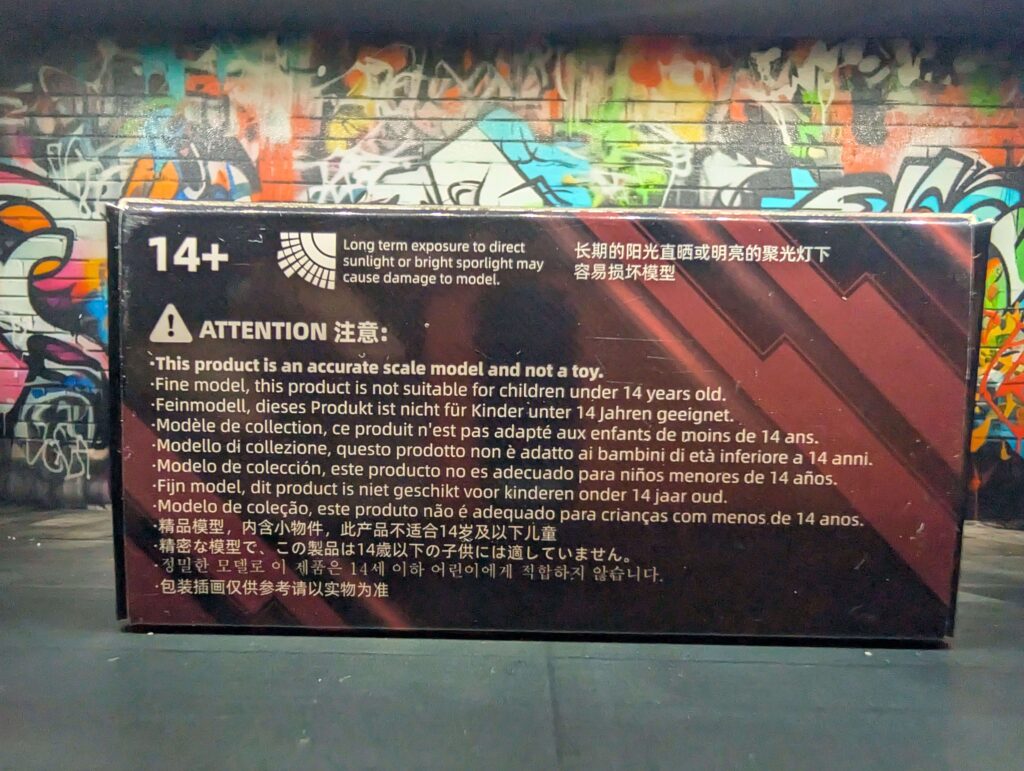 14+
Long term exposure to direct
sunlight or bright sporlight may
cause damage to model.
长期的阳光直晒或明亮的聚光灯下
容易损坏模型
ATTENTION 注意:
·This product is an accurate scale model and not a toy.
·Fine model, this product is not suitable for children under 14 years old.
·Feinmodell, dieses Produkt ist nicht für Kinder unter 14 Jahren geeignet.
·Modèle de collection, ce produit n'est pas adapté aux enfants de moins de 14 ans.
·Modello di collezione, questo prodotto non è adatto ai bambini di età inferiore a 14 anni.
·Modelo de colección, este producto no es adecuado para niños menores de 14 años.
·Fijn model, dit product is niet geschikt voor kinderen onder 14 jaar oud.
·Modelo de coleção, este produto não é adequado para crianças com menos de 14 anos.
·精品模型，内含小物件，此产品不适合14岁及以下儿童
·精密な模型で、この製品は14歳以下の子供には適していません。
·정밀한 모델로 이 제품은 14세 이하 어린이에게 적합하지 않습니다.
·包装插画仅供参考请以实物为准